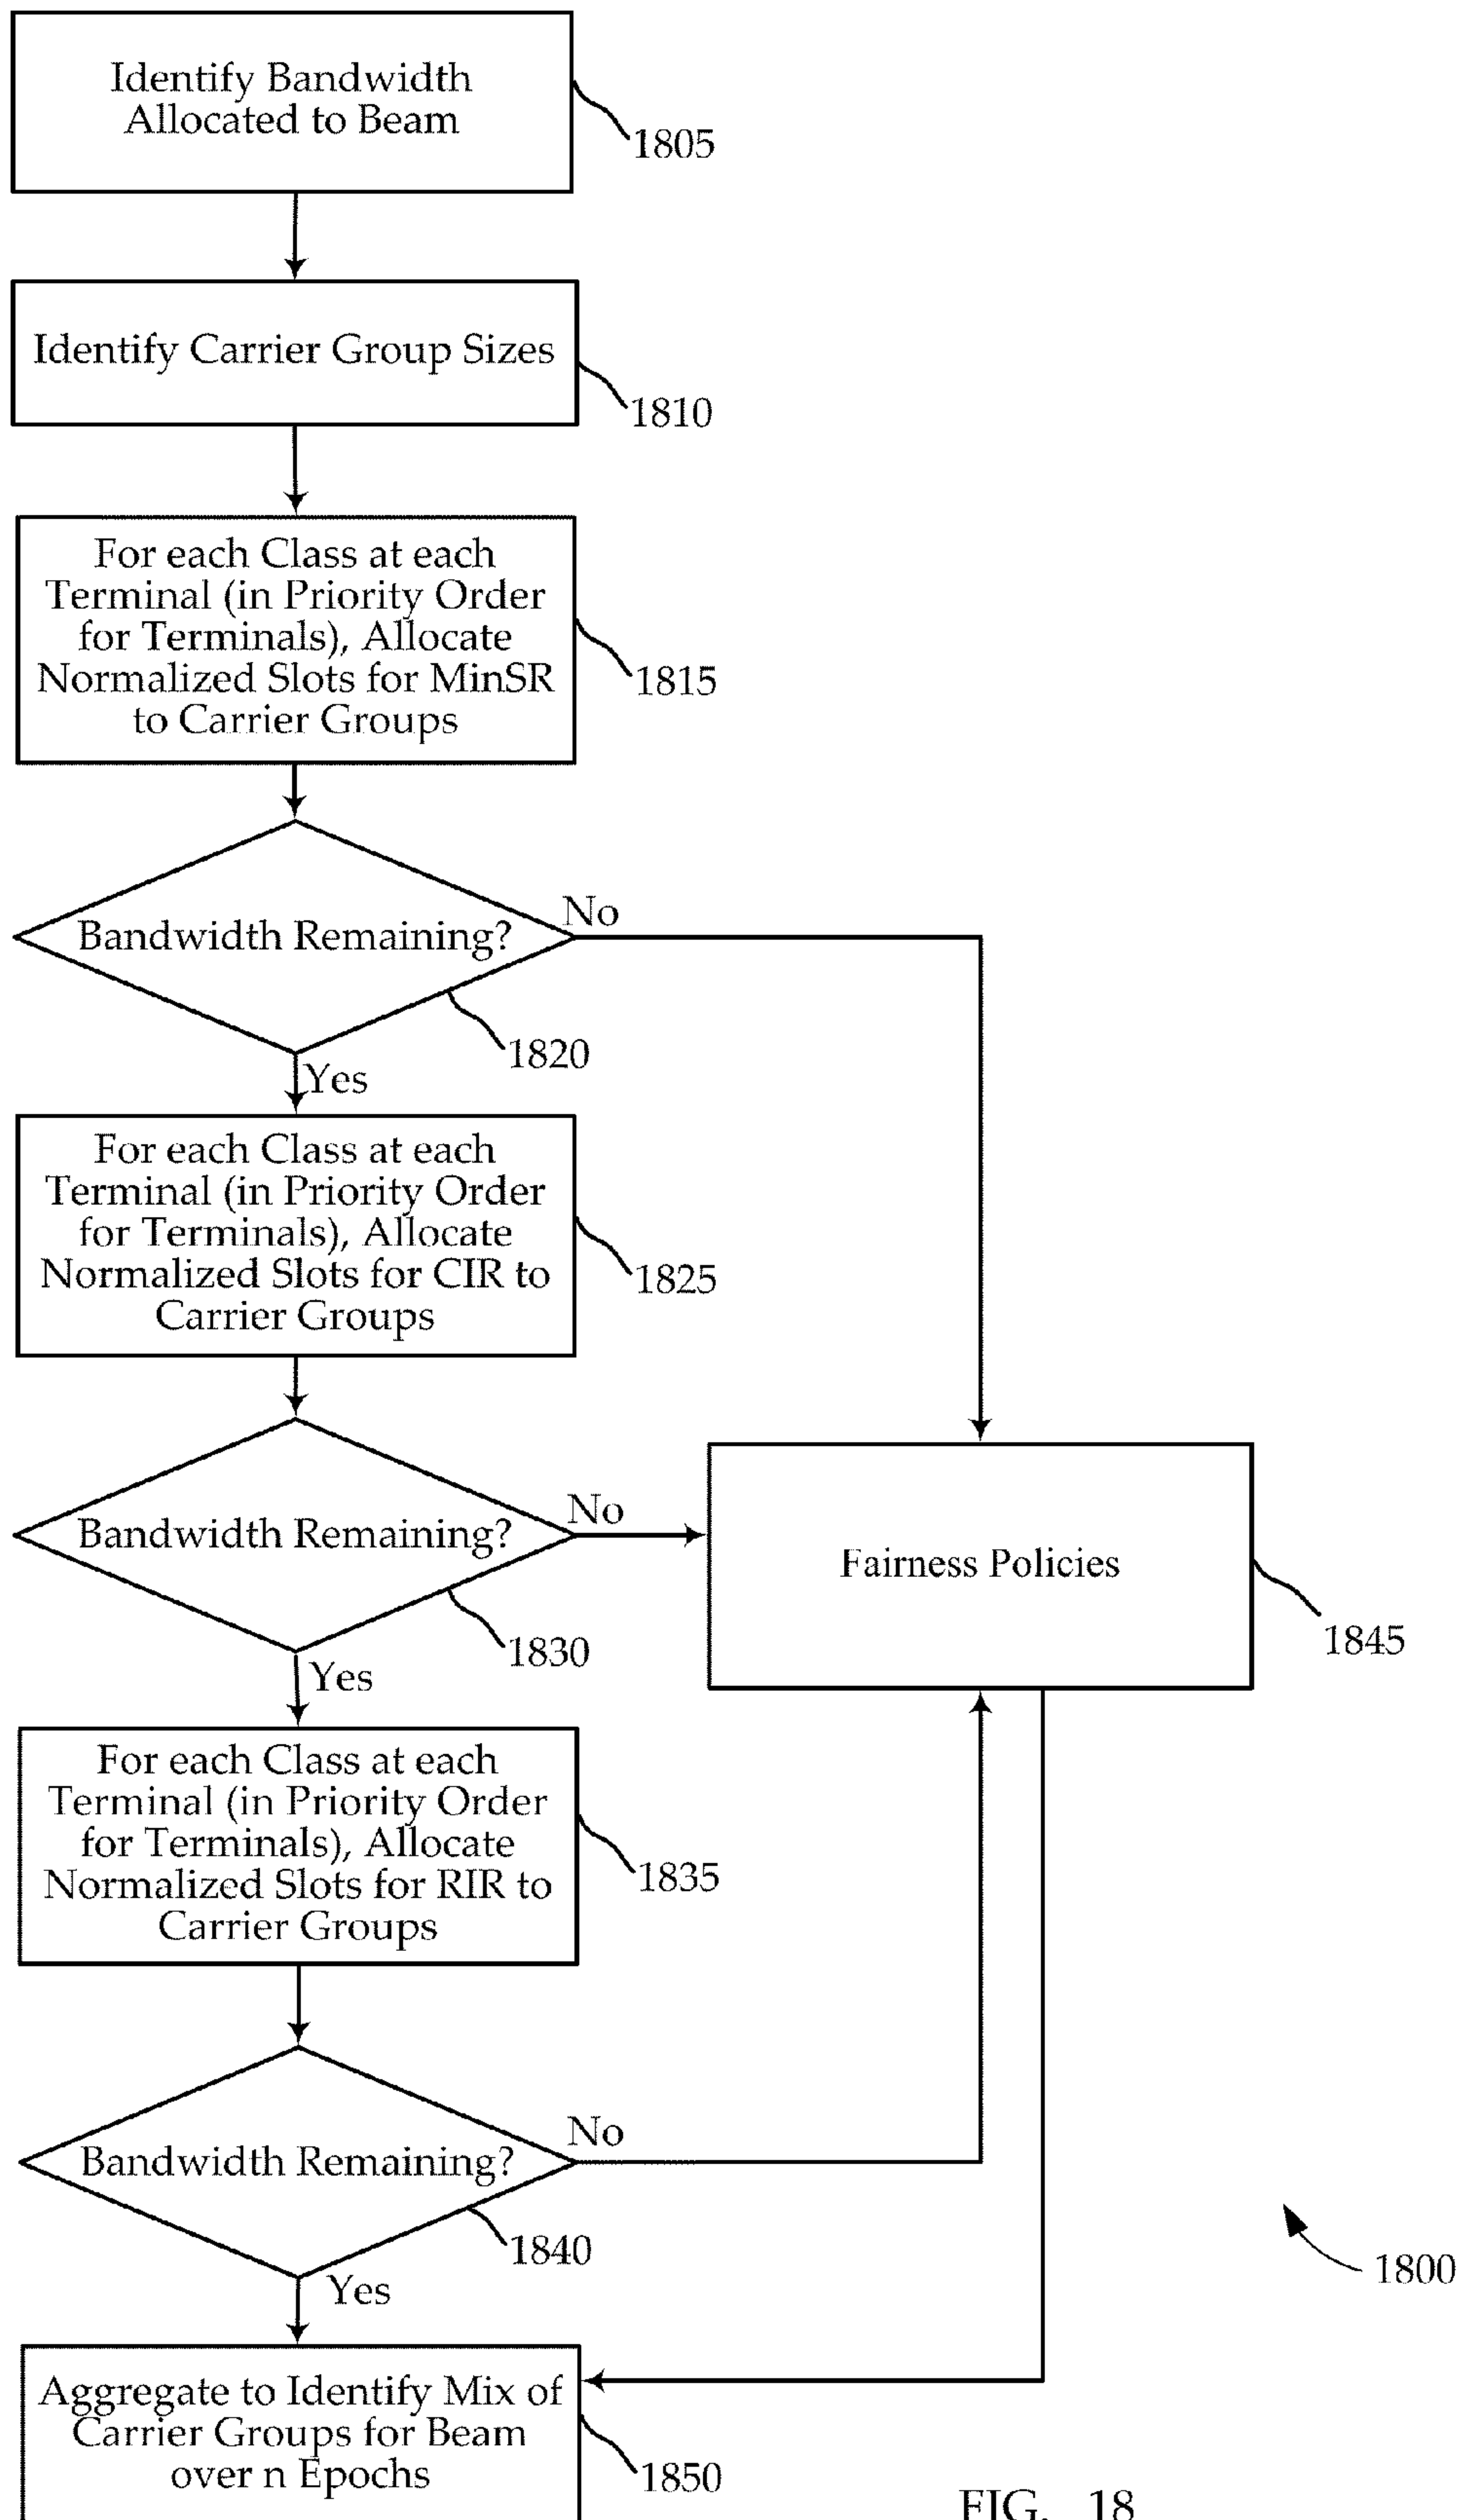 Identify Bandwidth
Allocated to Beam
1805
Identify Carrier Group Sizes
1810
For each Class at each
Terminal (in Priority Order
for Terminals), Allocate
Normalized Slots for MinSR
to Carrier Groups
1815
No
Bandwidth Remaining?
1820
Yes
For each Class at each
Terminal (in Priority Order
for Terminals), Allocate
Normalized Slots for CIR to
Carrier Groups
1825
No
Bandwidth Remaining?
Fairness Policies
1830
1845
Yes
For each Class at each
Terminal (in Priority Order
for Terminals), Allocate
Normalized Slots for RIR to
Carrier Groups
1835
No
Bandwidth Remaining?
1840
1800
Yes
Aggregate to Identify Mix of
Carrier Groups for Beam
over n Epochs
1850
FIG. 18